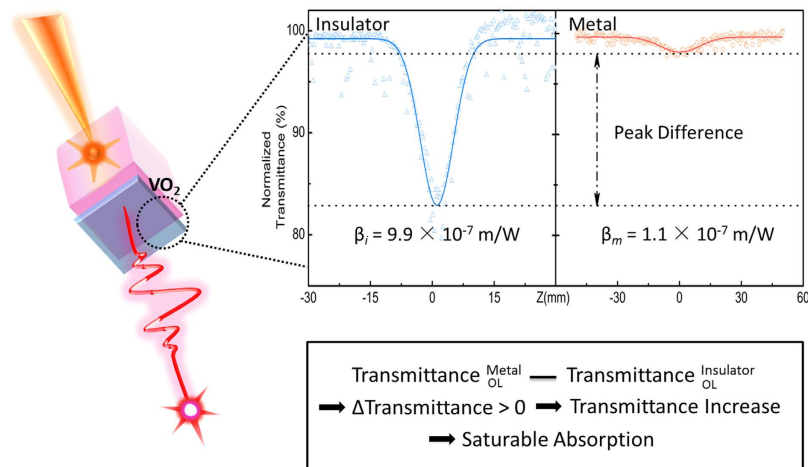 Insulator
Metal
100
90
80
Normalized
Transmittance (%)
Peak Difference
VO₂
βᵢ = 9.9 × 10⁻⁷ m/W
βₘ = 1.1 × 10⁻⁷ m/W
-30 -15 0 15 Z(mm) -30 0 30 60
Transmittance Metal OL — Transmittance Insulator OL
➡ ΔTransmittance > 0 ➡ Transmittance Increase
➡ Saturable Absorption